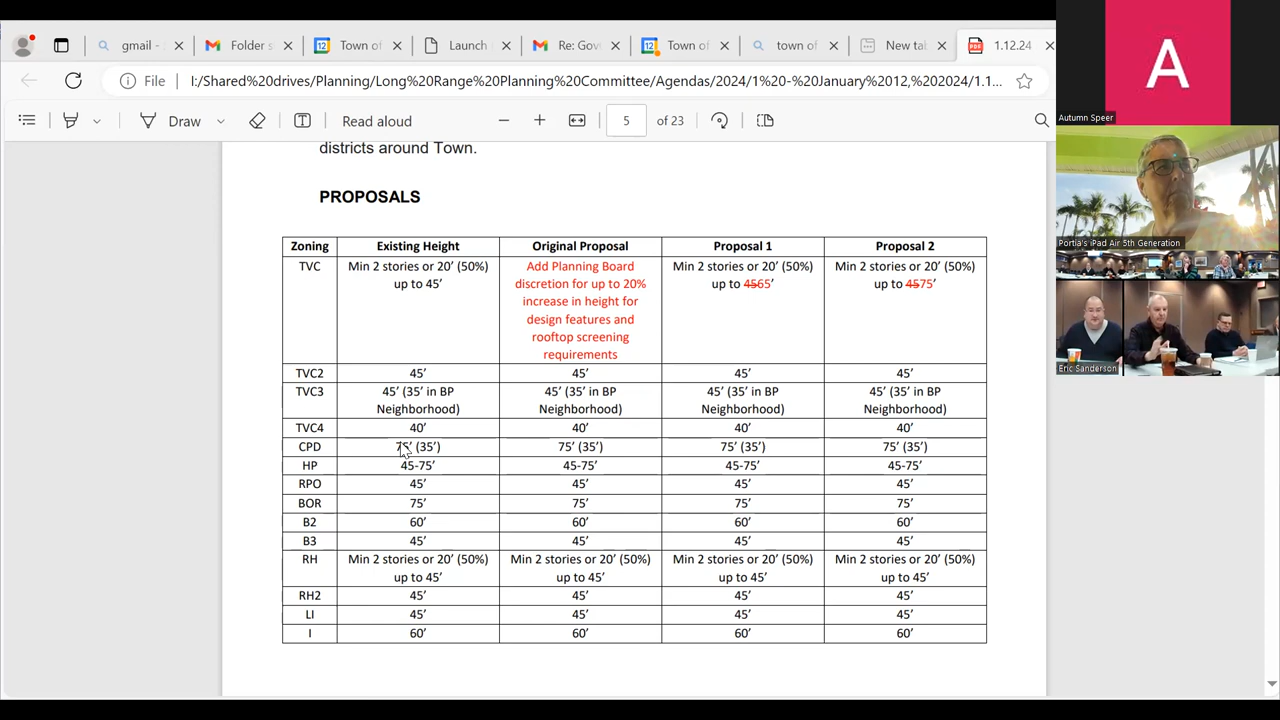 gmail -
Folder s
Town of
Launch
Re: Gov
Town of
town of
New tab
1.12.24
File
I:/Shared%20drives/Planning/Long%20Range%20Planning%20Committee/Agendas/2024/1%20-%20January%2012,%202024/1.1...
Draw
Read aloud
5
of 23
districts around Town.
PROPOSALS
Zoning Existing Height Original Proposal Proposal 1 Proposal 2
TVC
Min 2 stories or 20’ (50%)
up to 45’
Add Planning Board
discretion for up to 20%
increase in height for
design features and
rooftop screening
requirements
Min 2 stories or 20’ (50%)
up to 4565’
Min 2 stories or 20’ (50%)
up to 4575’
TVC2 45’ 45’ 45’ 45’
TVC3
45’ (35’ in BP
Neighborhood)
45’ (35’ in BP
Neighborhood)
45’ (35’ in BP
Neighborhood)
45’ (35’ in BP
Neighborhood)
TVC4 40’ 40’ 40’ 40’
CPD 75’ (35’) 75’ (35’) 75’ (35’) 75’ (35’)
HP 45-75’ 45-75’ 45-75’ 45-75’
RPO 45’ 45’ 45’ 45’
BOR 75’ 75’ 75’ 75’
B2 60’ 60’ 60’ 60’
B3 45’ 45’ 45’ 45’
RH
Min 2 stories or 20’ (50%)
up to 45’
Min 2 stories or 20’ (50%)
up to 45’
Min 2 stories or 20’ (50%)
up to 45’
Min 2 stories or 20’ (50%)
up to 45’
RH2 45’ 45’ 45’ 45’
LI 45’ 45’ 45’ 45’
I 60’ 60’ 60’ 60’
A
Autumn Speer
Portia's iPad Air 5th Generation
Eric Sanderson